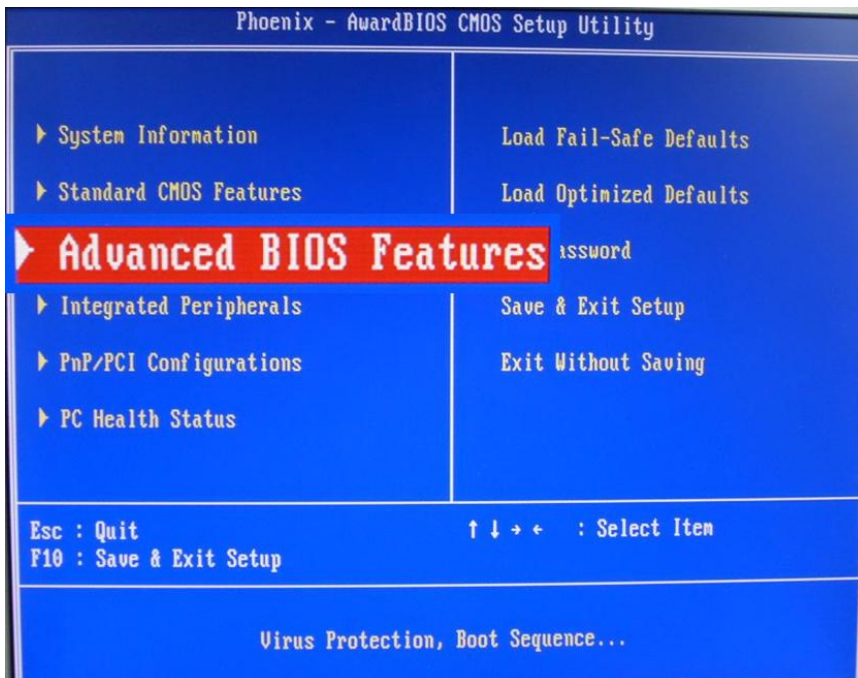 Phoenix - AwardBIOS CMOS Setup Utility
System Information
Standard CMOS Features
Advanced BIOS Features
Integrated Peripherals
PnP/PCI Configurations
PC Health Status
Load Fail-Safe Defaults
Load Optimized Defaults
Save & Exit Setup
Exit Without Saving
Esc : Quit
F10 : Save & Exit Setup
↑ ↓ → ← : Select Item
Virus Protection, Boot Sequence...